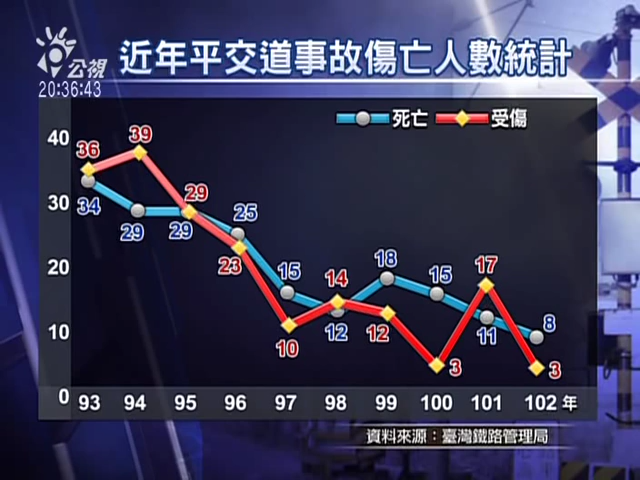 公視
近年平交道事故傷亡人數統計
20:36:43
死亡 受傷
40
30
20
10
0
36 39 29 23 10 14 12 3 17 3
34 29 29 25 15 12 18 15 11 8
93 94 95 96 97 98 99 100 101 102 年
資料來源：臺灣鐵路管理局